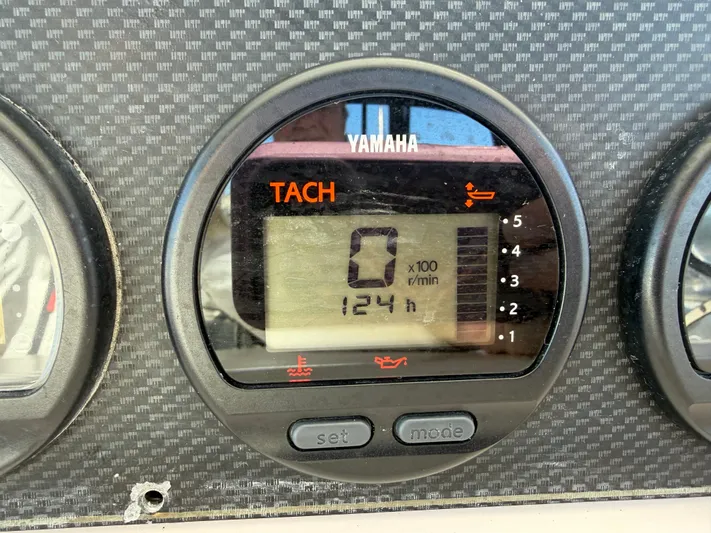 YAMAHA
TACH
5
0 x100 r/min
4
3
124 h
2
1
set
mode